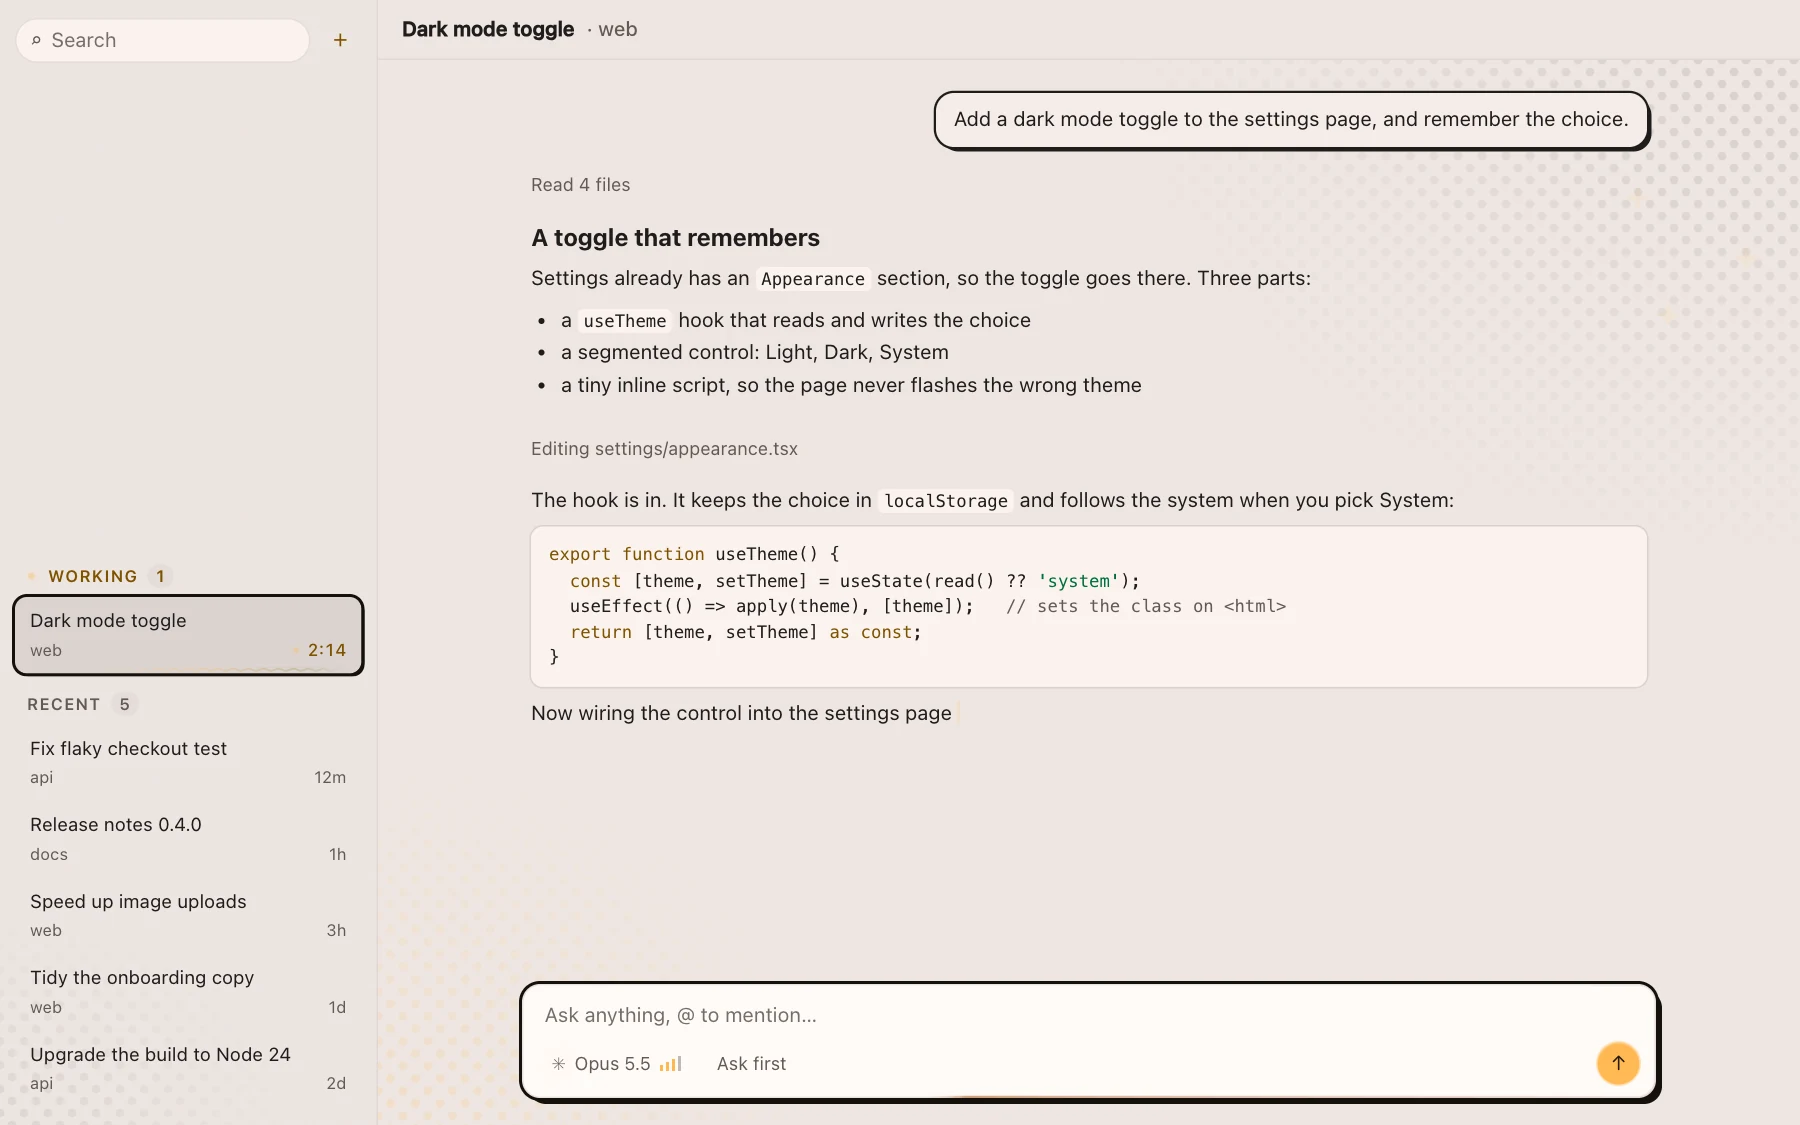 Search
+
WORKING 1
Dark mode toggle
web 2:14
RECENT 5
Fix flaky checkout test
api 12m
Release notes 0.4.0
docs 1h
Speed up image uploads
web 3h
Tidy the onboarding copy
web 1d
Upgrade the build to Node 24
api 2d
Dark mode toggle · web
Add a dark mode toggle to the settings page, and remember the choice.
Read 4 files
A toggle that remembers
Settings already has an Appearance section, so the toggle goes there. Three parts:
• a useTheme hook that reads and writes the choice
• a segmented control: Light, Dark, System
• a tiny inline script, so the page never flashes the wrong theme
Editing settings/appearance.tsx
The hook is in. It keeps the choice in localStorage and follows the system when you pick System:
export function useTheme() {
  const [theme, setTheme] = useState(read() ?? 'system');
  useEffect(() => apply(theme), [theme]);   // sets the class on <html>
  return [theme, setTheme] as const;
}
Now wiring the control into the settings page
Ask anything, @ to mention...
Opus 5.5 Ask first